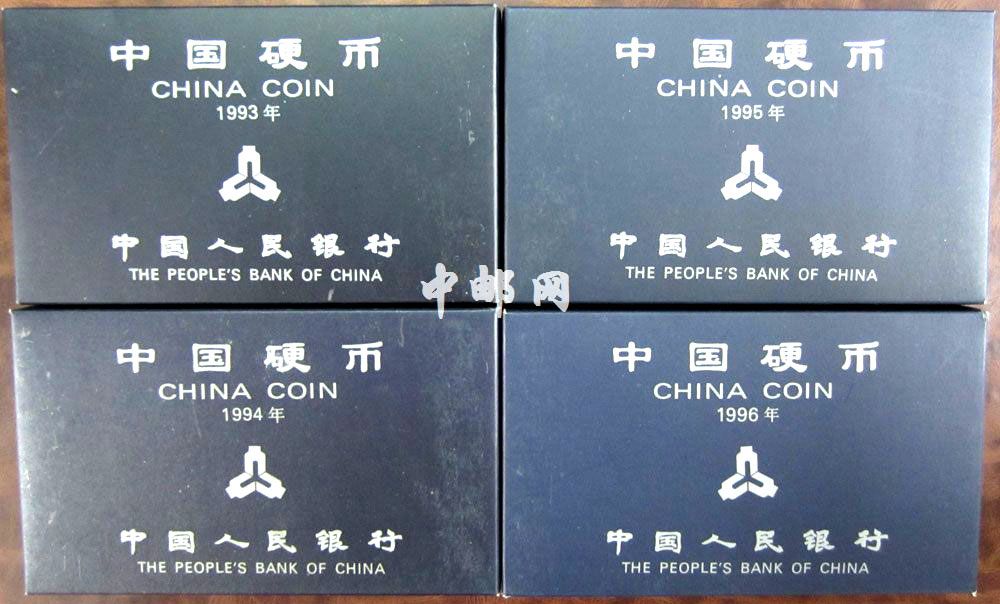 中国硬币
CHINA COIN
1993年
中国人民银行
THE PEOPLE'S BANK OF CHINA
中国硬币
CHINA COIN
1995年
中国人民银行
THE PEOPLE'S BANK OF CHINA
中邮网
中国硬币
CHINA COIN
1994年
中国人民银行
THE PEOPLE'S BANK OF CHINA
中国硬币
CHINA COIN
1996年
中国人民银行
THE PEOPLE'S BANK OF CHINA